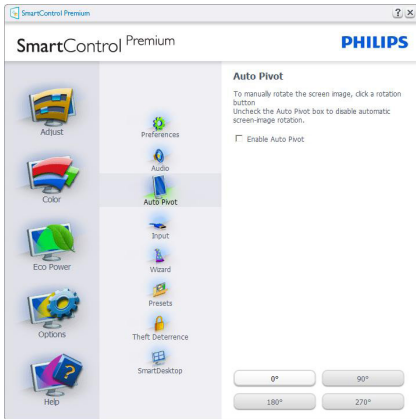 SmartControl Premium
SmartControl Premium
PHILIPS
Adjust
Color
Eco Power
Options
Help
Preferences
Audio
Auto Pivot
Input
Wizard
Presets
Theft Deterrence
SmartDesktop
Auto Pivot
To manually rotate the screen image, click a rotation
button
Uncheck the Auto Pivot box to disable automatic
screen-image rotation.
Enable Auto Pivot
0°
90°
180°
270°